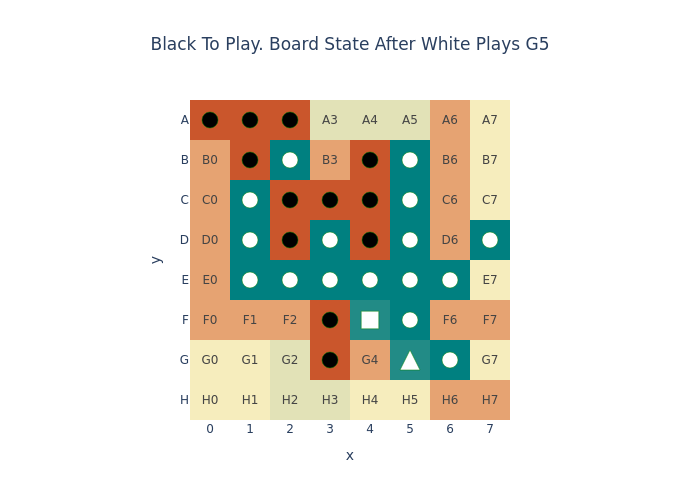 Black To Play. Board State After White Plays G5
A A3 A4 A5 A6 A7
B B0 B3 B6 B7
C C0 C6 C7
D D0 D6
E E0 E7
F F0 F1 F2 F6 F7
G G0 G1 G2 G4 G7
H H0 H1 H2 H3 H4 H5 H6 H7
0 1 2 3 4 5 6 7
x
y